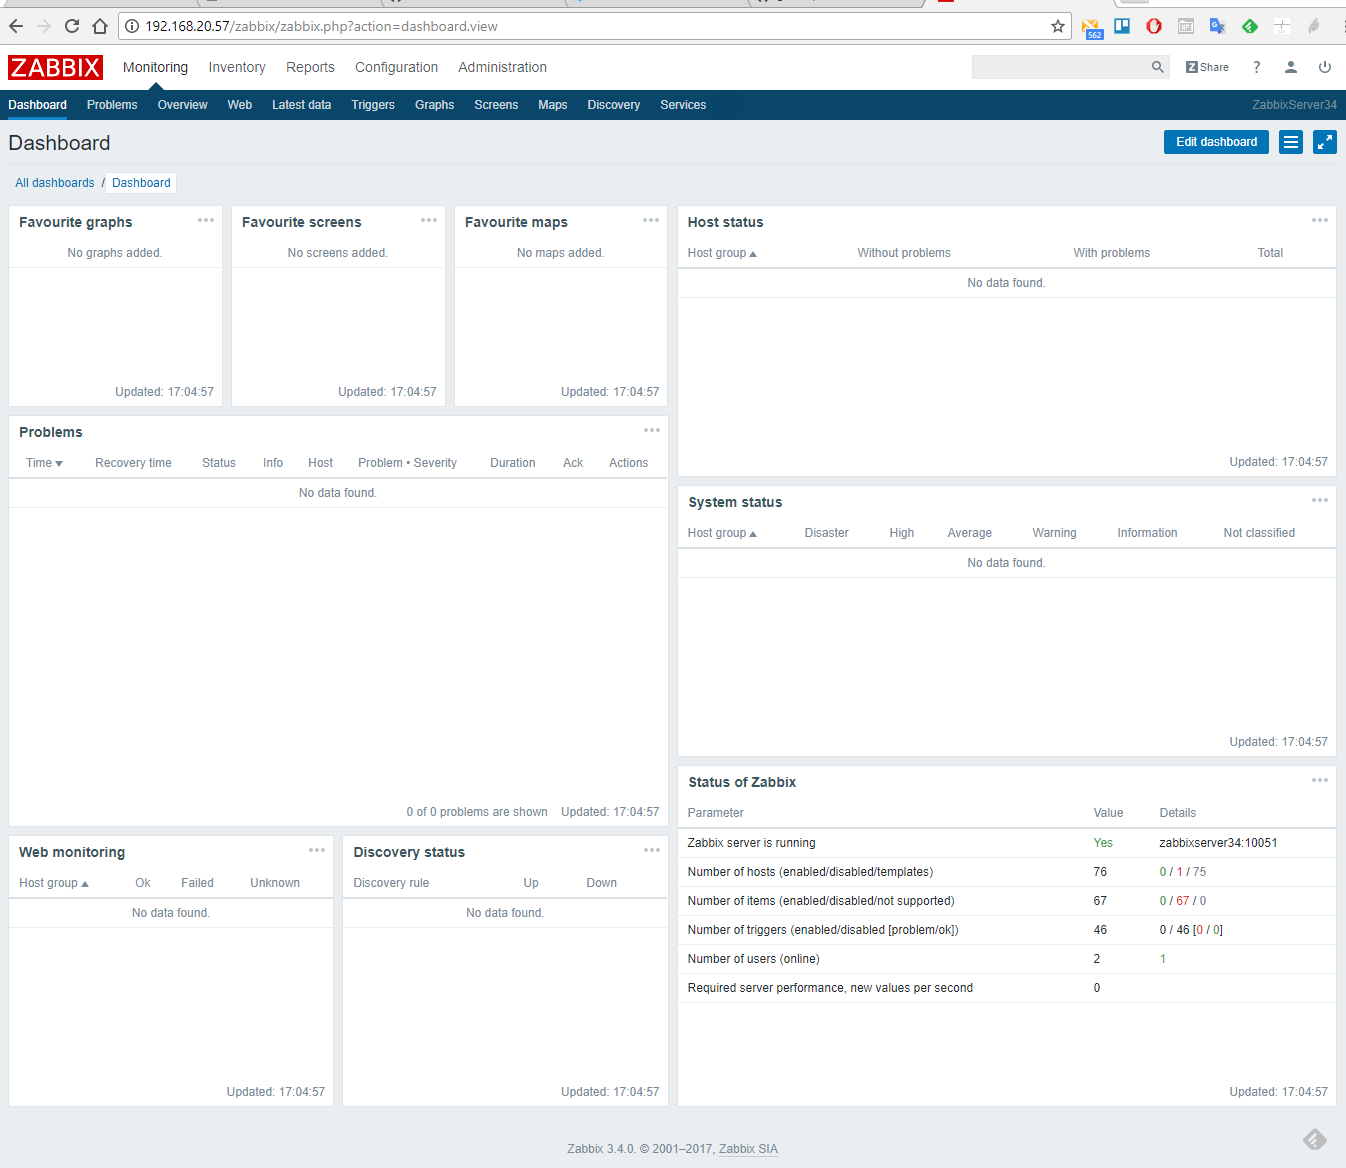 192.168.20.57/zabbix/zabbix.php?action=dashboard.view
562
ZABBIX Monitoring Inventory Reports Configuration Administration Z Share ?
Dashboard Problems Overview Web Latest data Triggers Graphs Screens Maps Discovery Services ZabbixServer34
Dashboard Edit dashboard
All dashboards / Dashboard
Favourite graphs
No graphs added.
Updated: 17:04:57
Favourite screens
No screens added.
Updated: 17:04:57
Favourite maps
No maps added.
Updated: 17:04:57
Host status
Host group Without problems With problems Total
No data found.
Updated: 17:04:57
Problems
Time Recovery time Status Info Host Problem • Severity Duration Ack Actions
No data found.
0 of 0 problems are shown Updated: 17:04:57
System status
Host group Disaster High Average Warning Information Not classified
No data found.
Updated: 17:04:57
Web monitoring
Host group Ok Failed Unknown
No data found.
Updated: 17:04:57
Discovery status
Discovery rule Up Down
No data found.
Updated: 17:04:57
Status of Zabbix
Parameter Value Details
Zabbix server is running Yes zabbixserver34:10051
Number of hosts (enabled/disabled/templates) 76 0 / 1 / 75
Number of items (enabled/disabled/not supported) 67 0 / 67 / 0
Number of triggers (enabled/disabled [problem/ok]) 46 0 / 46 [0 / 0]
Number of users (online) 2 1
Required server performance, new values per second 0
Updated: 17:04:57
Zabbix 3.4.0. © 2001–2017, Zabbix SIA